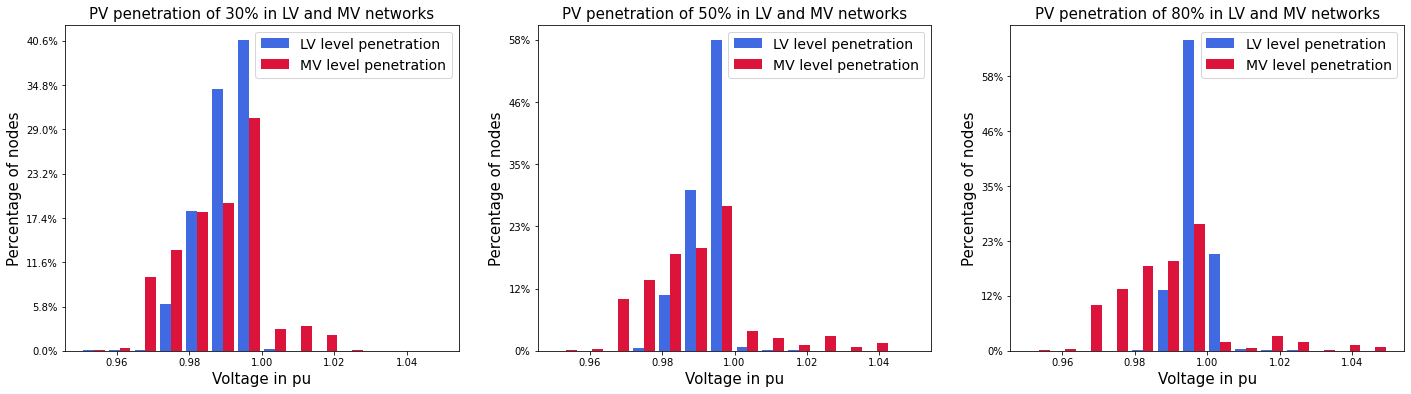 PV penetration of 30% in LV and MV networks
LV level penetration
MV level penetration
40.6%
34.8%
29.0%
23.2%
17.4%
11.6%
5.8%
0.0%
Percentage of nodes
0.96 0.98 1.00 1.02 1.04
Voltage in pu
PV penetration of 50% in LV and MV networks
LV level penetration
MV level penetration
58%
46%
35%
23%
12%
0%
Percentage of nodes
0.96 0.98 1.00 1.02 1.04
Voltage in pu
PV penetration of 80% in LV and MV networks
LV level penetration
MV level penetration
58%
46%
35%
23%
12%
0%
Percentage of nodes
0.96 0.98 1.00 1.02 1.04
Voltage in pu